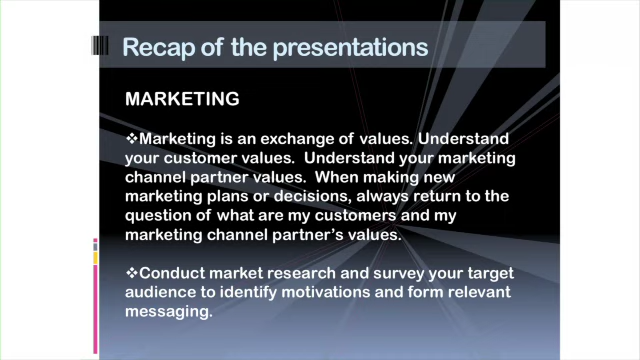 Recap of the presentations
MARKETING
❖Marketing is an exchange of values. Understand
your customer values.  Understand your marketing
channel partner values.  When making new
marketing plans or decisions, always return to the
question of what are my customers and my
marketing channel partner's values.
❖Conduct market research and survey your target
audience to identify motivations and form relevant
messaging.